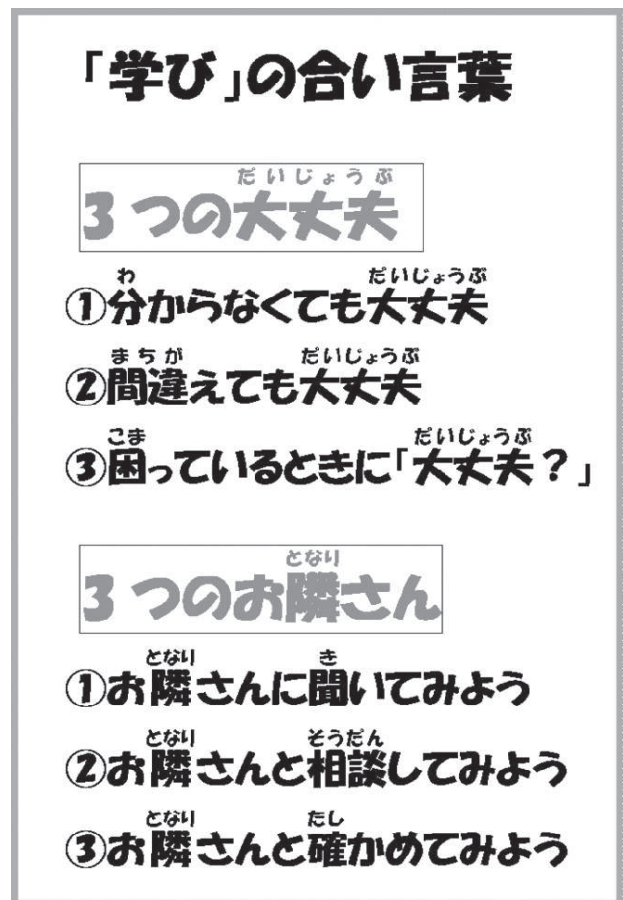 「学び」の合い言葉
だいじょうぶ
3つの大丈夫
わ だいじょうぶ
①分からなくても大丈夫
まちが だいじょうぶ
②間違えても大丈夫
こま だいじょうぶ
③困っているときに「大丈夫？」
となり
3つのお隣さん
となり き
①お隣さんに聞いてみよう
となり そうだん
②お隣さんと相談してみよう
となり たし
③お隣さんと確かめてみよう